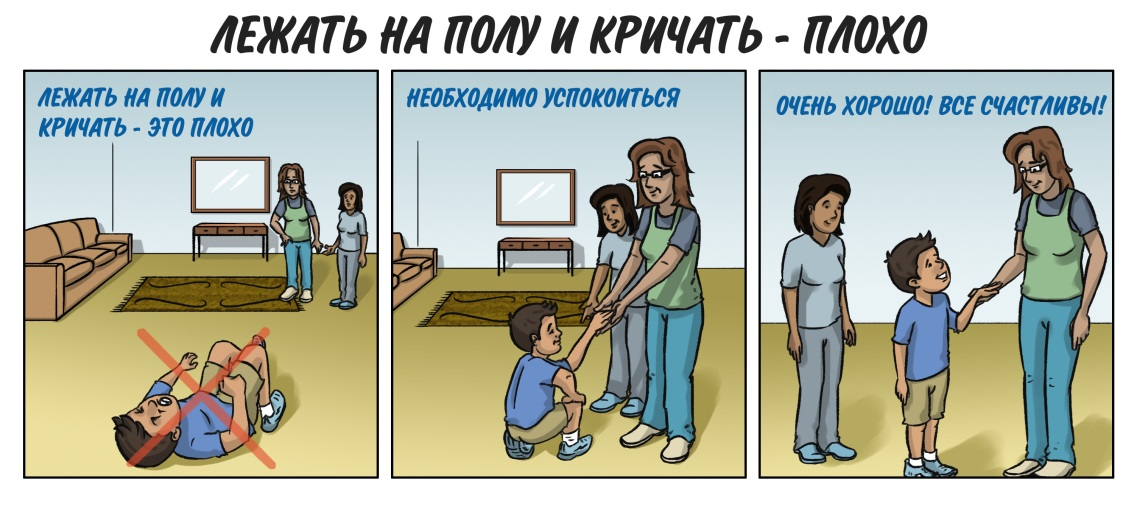 ЛЕЖАТЬ НА ПОЛУ И КРИЧАТЬ - ПЛОХО
ЛЕЖАТЬ НА ПОЛУ И
КРИЧАТЬ - ЭТО ПЛОХО
НЕОБХОДИМО УСПОКОИТЬСЯ
ОЧЕНЬ ХОРОШО! ВСЕ СЧАСТЛИВЫ!